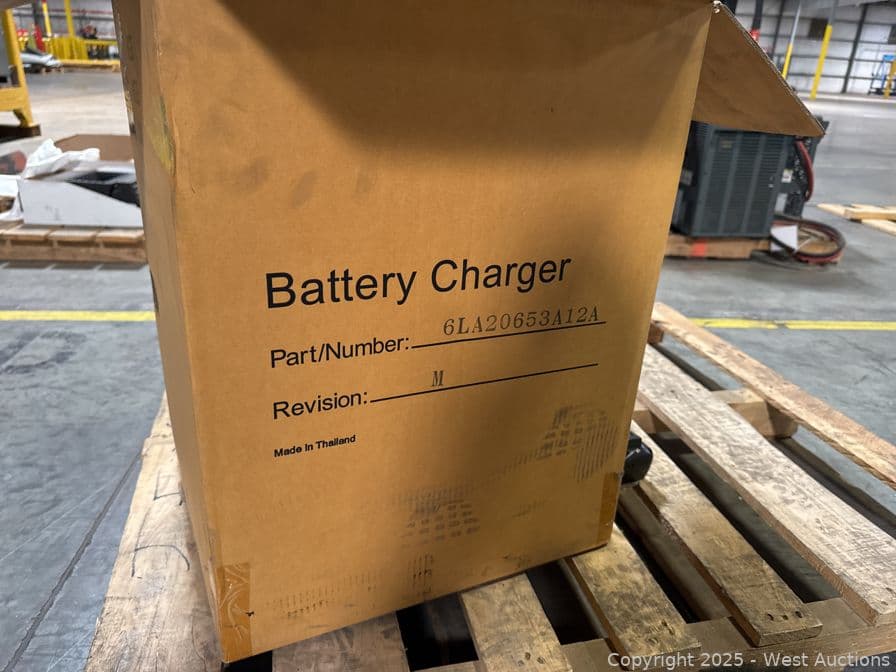 Battery Charger
Part/Number: 6LA20653A12A
Revision: M
Made in Thailand
Copyright © 2025 - West Auctions